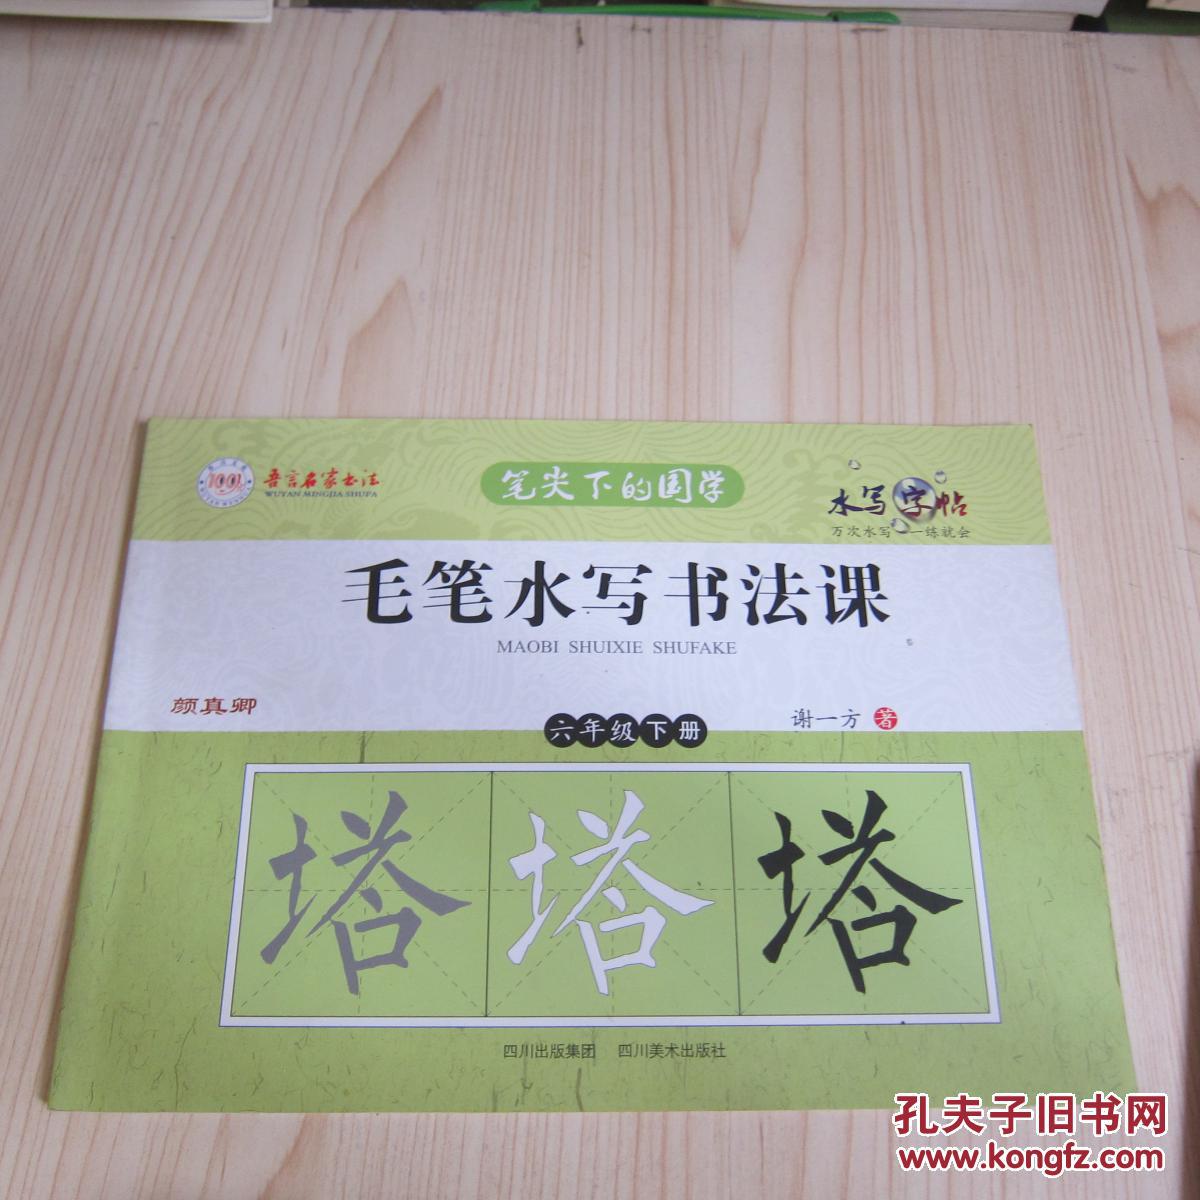 100%
吾言名家书法
WUYAN MINGJIA SHUFA
笔尖下的国学
水写字帖
万次水写 一练就会
毛笔水写书法课
MAOBI SHUIXIE SHUFAKE
颜真卿
六年级下册
谢一方 著
塔 塔 塔
四川出版集团 四川美术出版社
孔夫子旧书网
www.kongfz.com